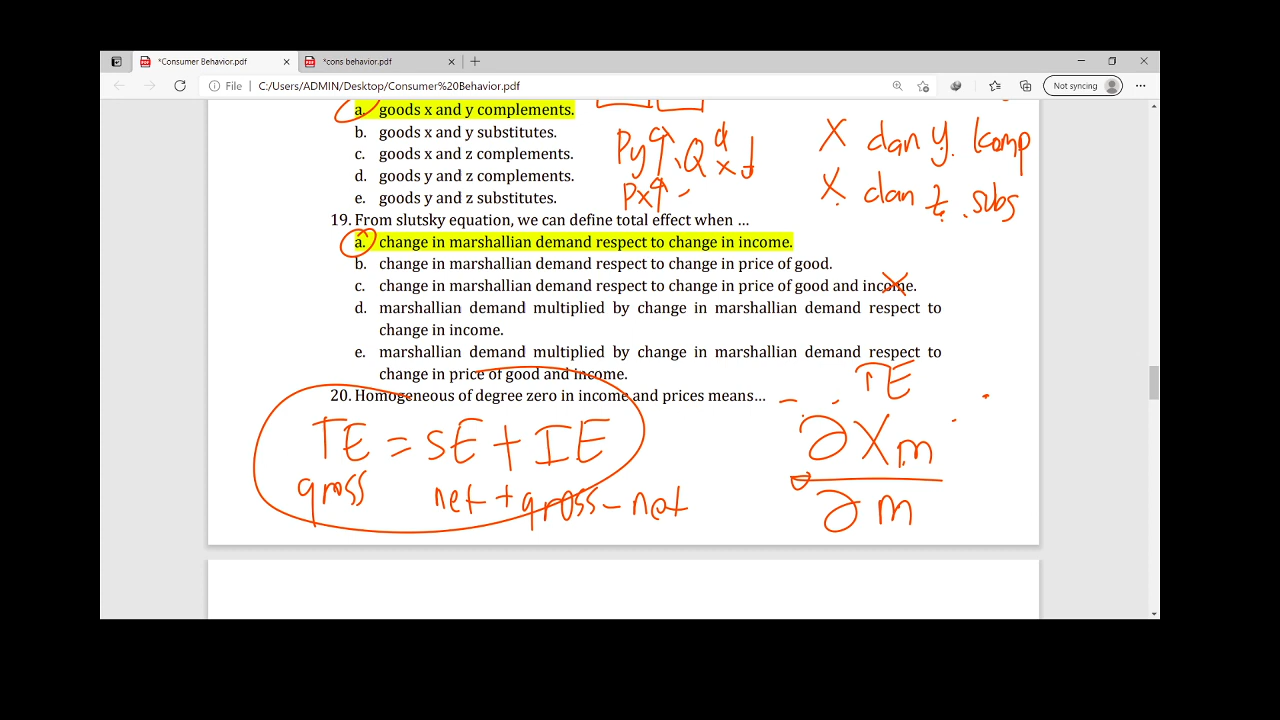 *Consumer Behavior.pdf
*cons behavior.pdf
File C:/Users/ADMIN/Desktop/Consumer%20Behavior.pdf
Not syncing
a. goods x and y complements.
b. goods x and y substitutes.
c. goods x and z complements.
d. goods y and z complements.
e. goods y and z substitutes.
Py↑, Qdx↓
Px↑
X dan y. komp
X dan z. subs
19. From slutsky equation, we can define total effect when …
a. change in marshallian demand respect to change in income.
b. change in marshallian demand respect to change in price of good.
c. change in marshallian demand respect to change in price of good and income.
d. marshallian demand multiplied by change in marshallian demand respect to
change in income.
e. marshallian demand multiplied by change in marshallian demand respect to
change in price of good and income.
20. Homogeneous of degree zero in income and prices means…
TE = SE + IE
gross net + gross - net
TE
∂Xm
∂m